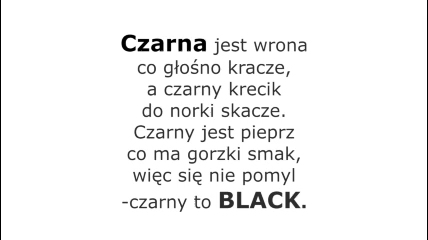 Czarna jest wrona
co głośno kracze,
a czarny krecik
do norki skacze.
Czarny jest pieprz
co ma gorzki smak,
więc się nie pomyl
-czarny to BLACK.